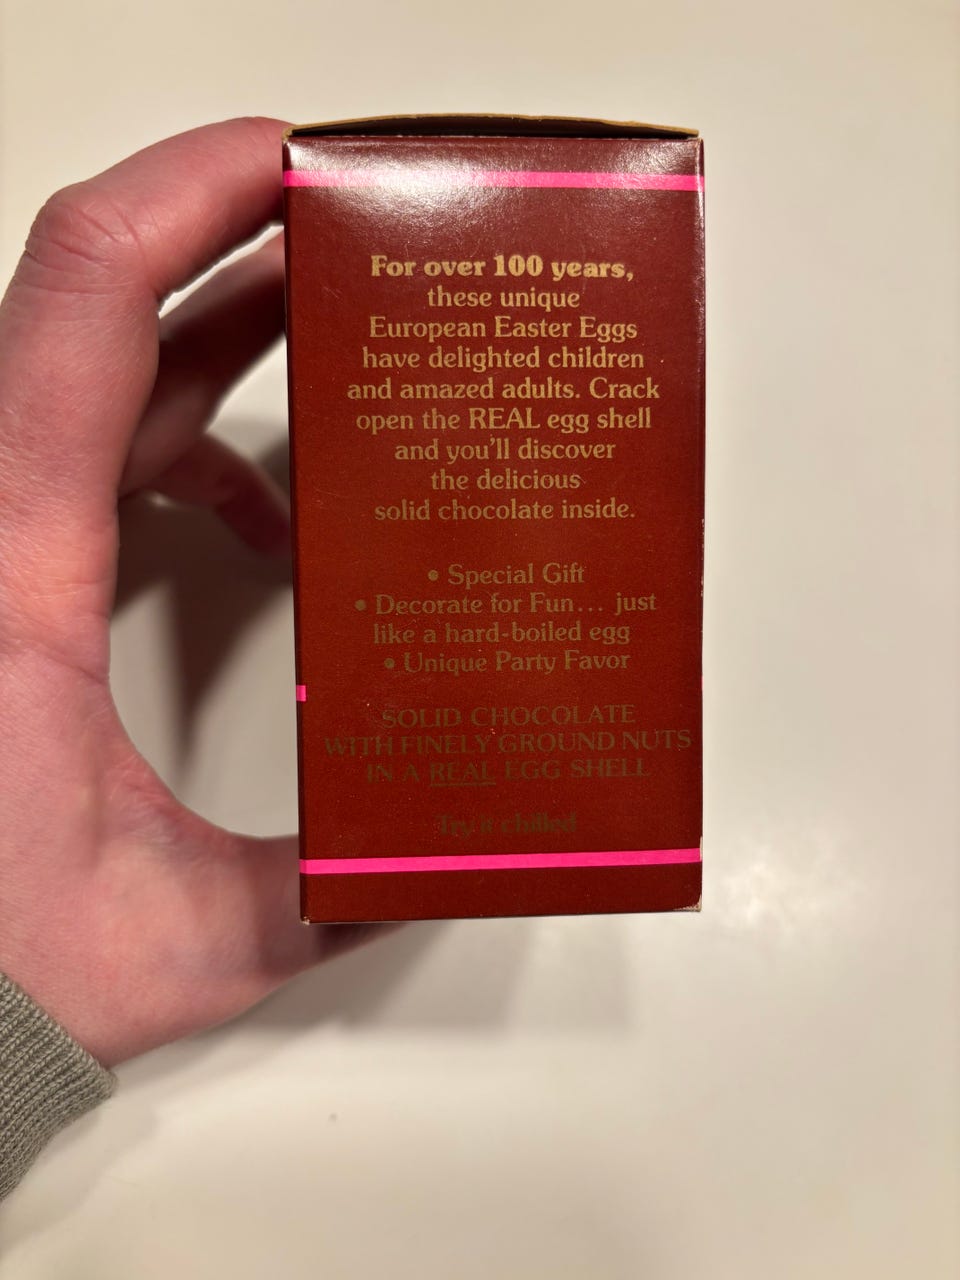 For over 100 years,
these unique
European Easter Eggs
have delighted children
and amazed adults. Crack
open the REAL egg shell
and you'll discover
the delicious
solid chocolate inside.
• Special Gift
• Decorate for Fun... just
like a hard-boiled egg
• Unique Party Favor
SOLID CHOCOLATE
WITH FINELY GROUND NUTS
IN A REAL EGG SHELL
Try it chilled